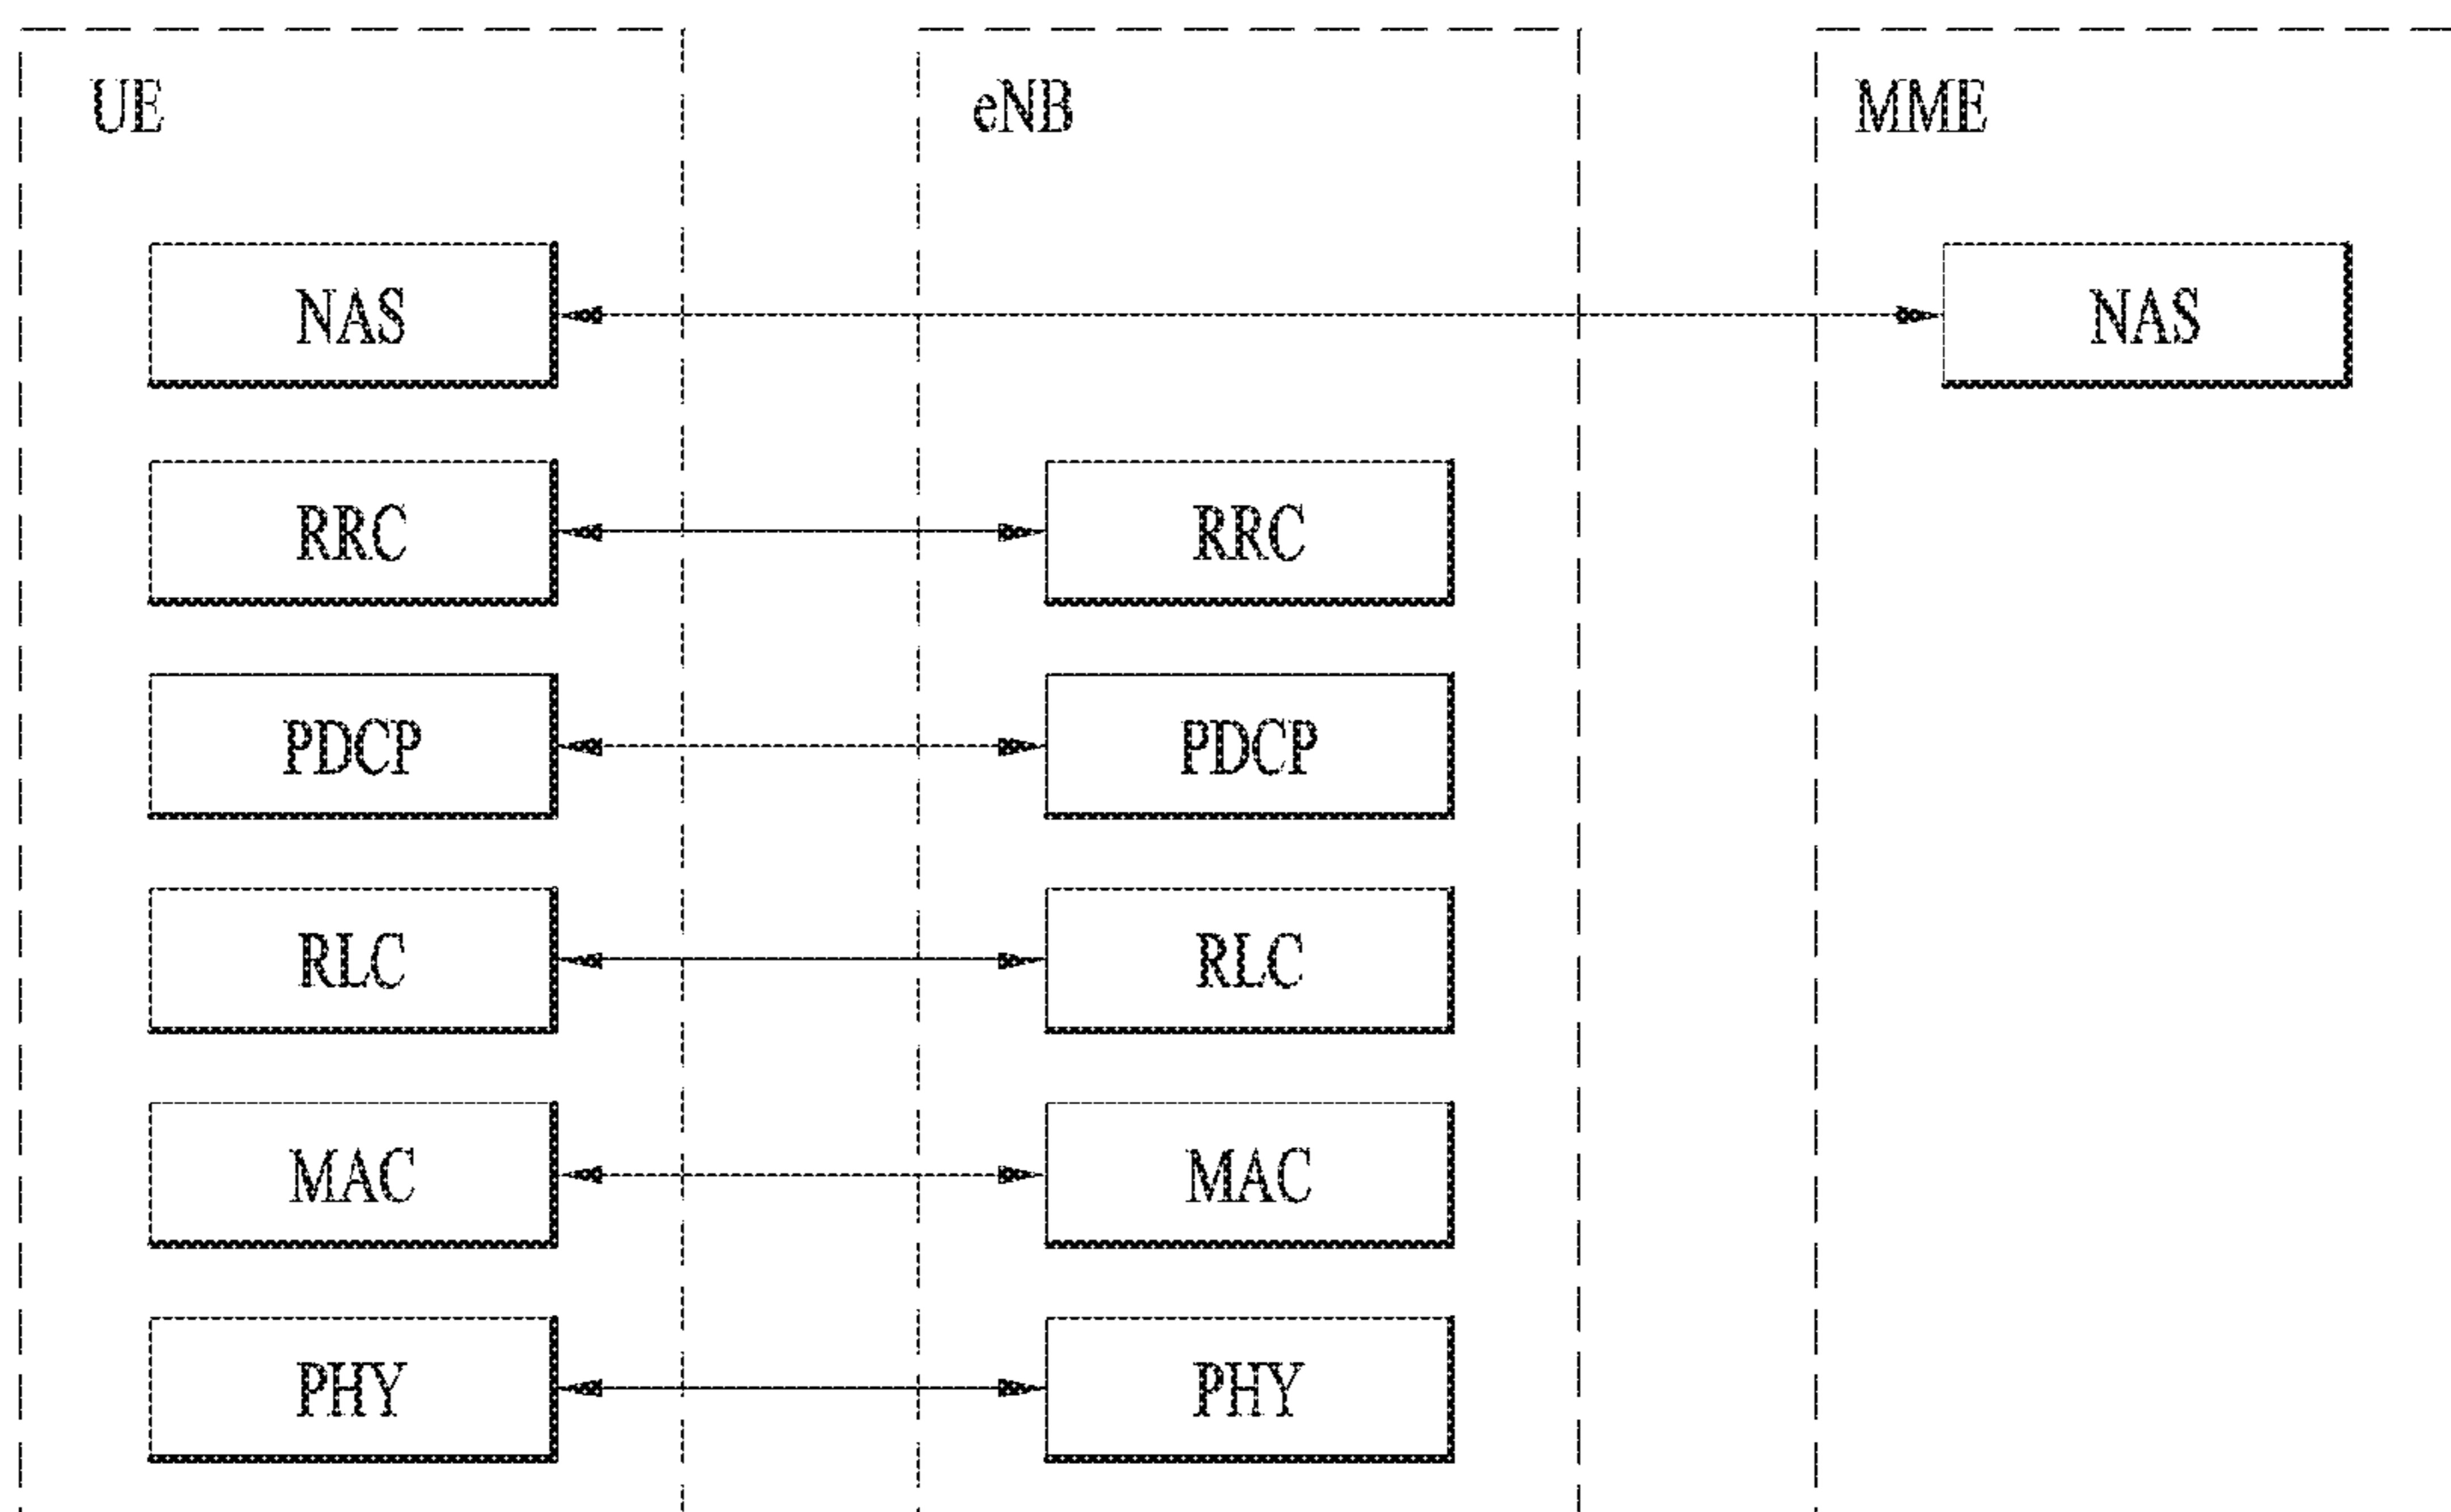 UE eNB MME
NAS NAS
RRC RRC
PDCP PDCP
RLC RLC
MAC MAC
PHY PHY